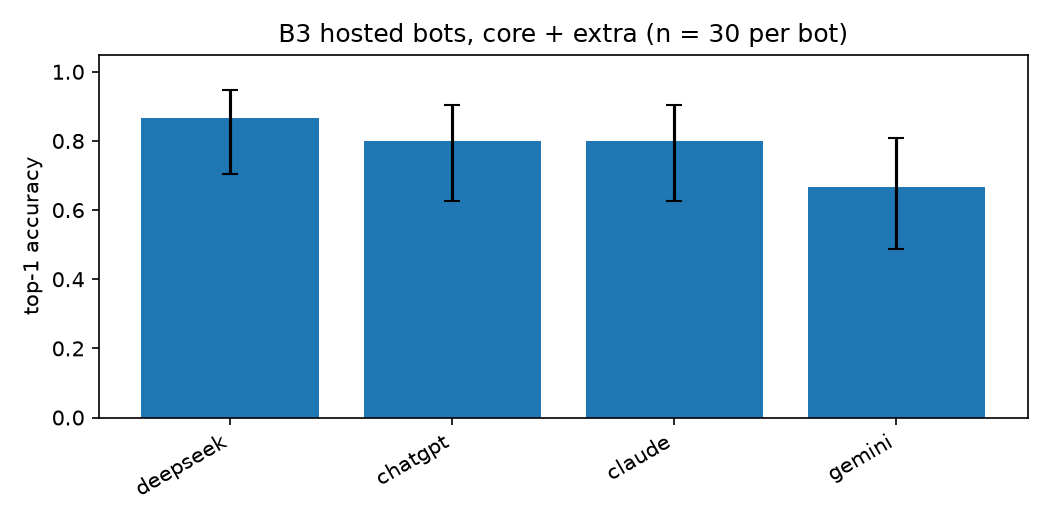 B3 hosted bots, core + extra (n = 30 per bot)
top-1 accuracy
1.0
0.8
0.6
0.4
0.2
0.0
deepseek
chatgpt
claude
gemini